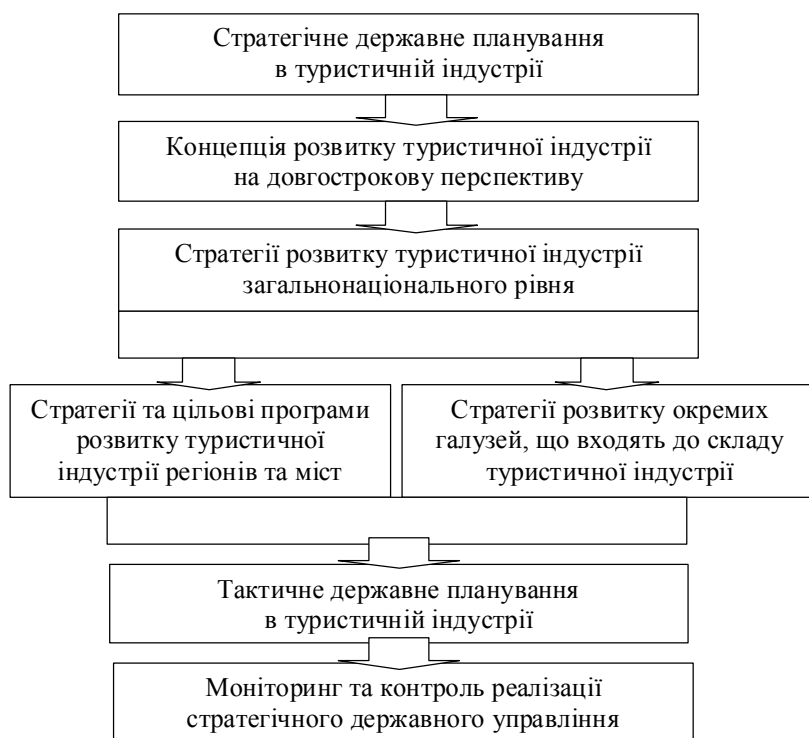 Стратегічне державне планування
в туристичній індустрії
Концепція розвитку туристичної індустрії
на довгострокову перспективу
Стратегії розвитку туристичної індустрії
загальнонаціонального рівня
Стратегії та цільові програми
розвитку туристичної
індустрії регіонів та міст
Стратегії розвитку окремих
галузей, що входять до складу
туристичної індустрії
Тактичне державне планування
в туристичній індустрії
Моніторинг та контроль реалізації
стратегічного державного управління